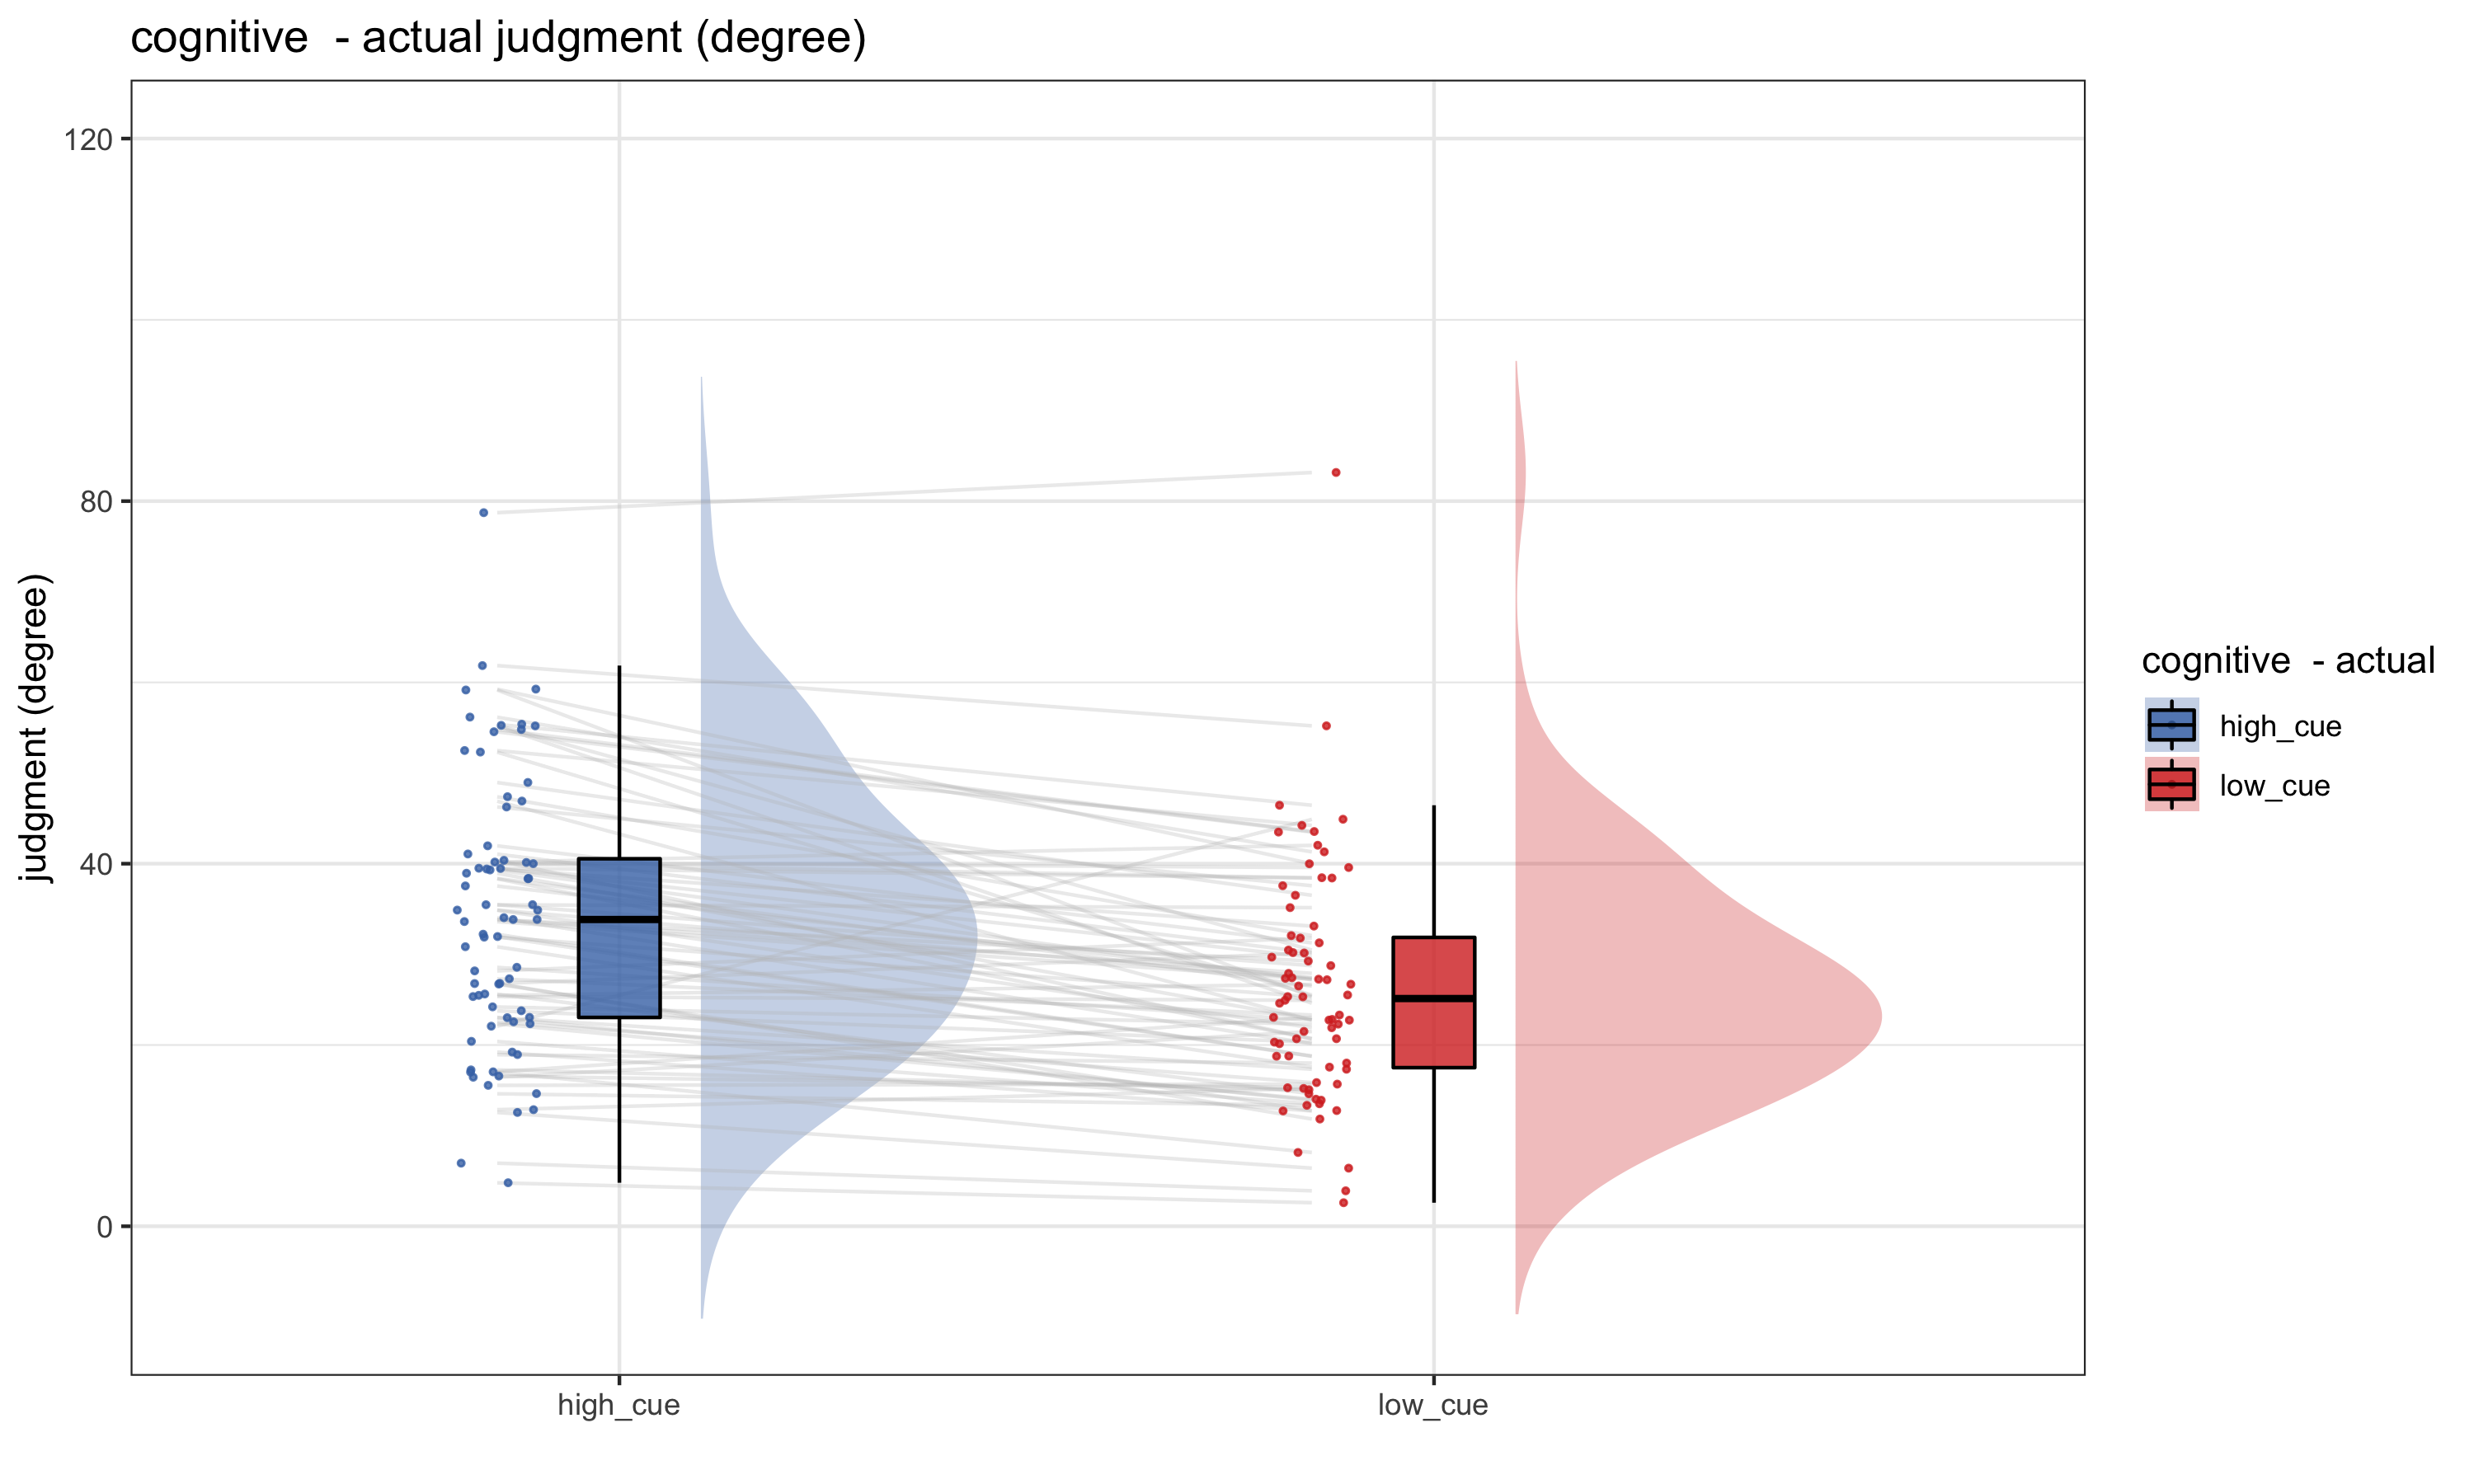 cognitive  - actual judgment (degree)
120
80
40
0
judgment (degree)
high_cue
low_cue
cognitive  - actual
high_cue
low_cue